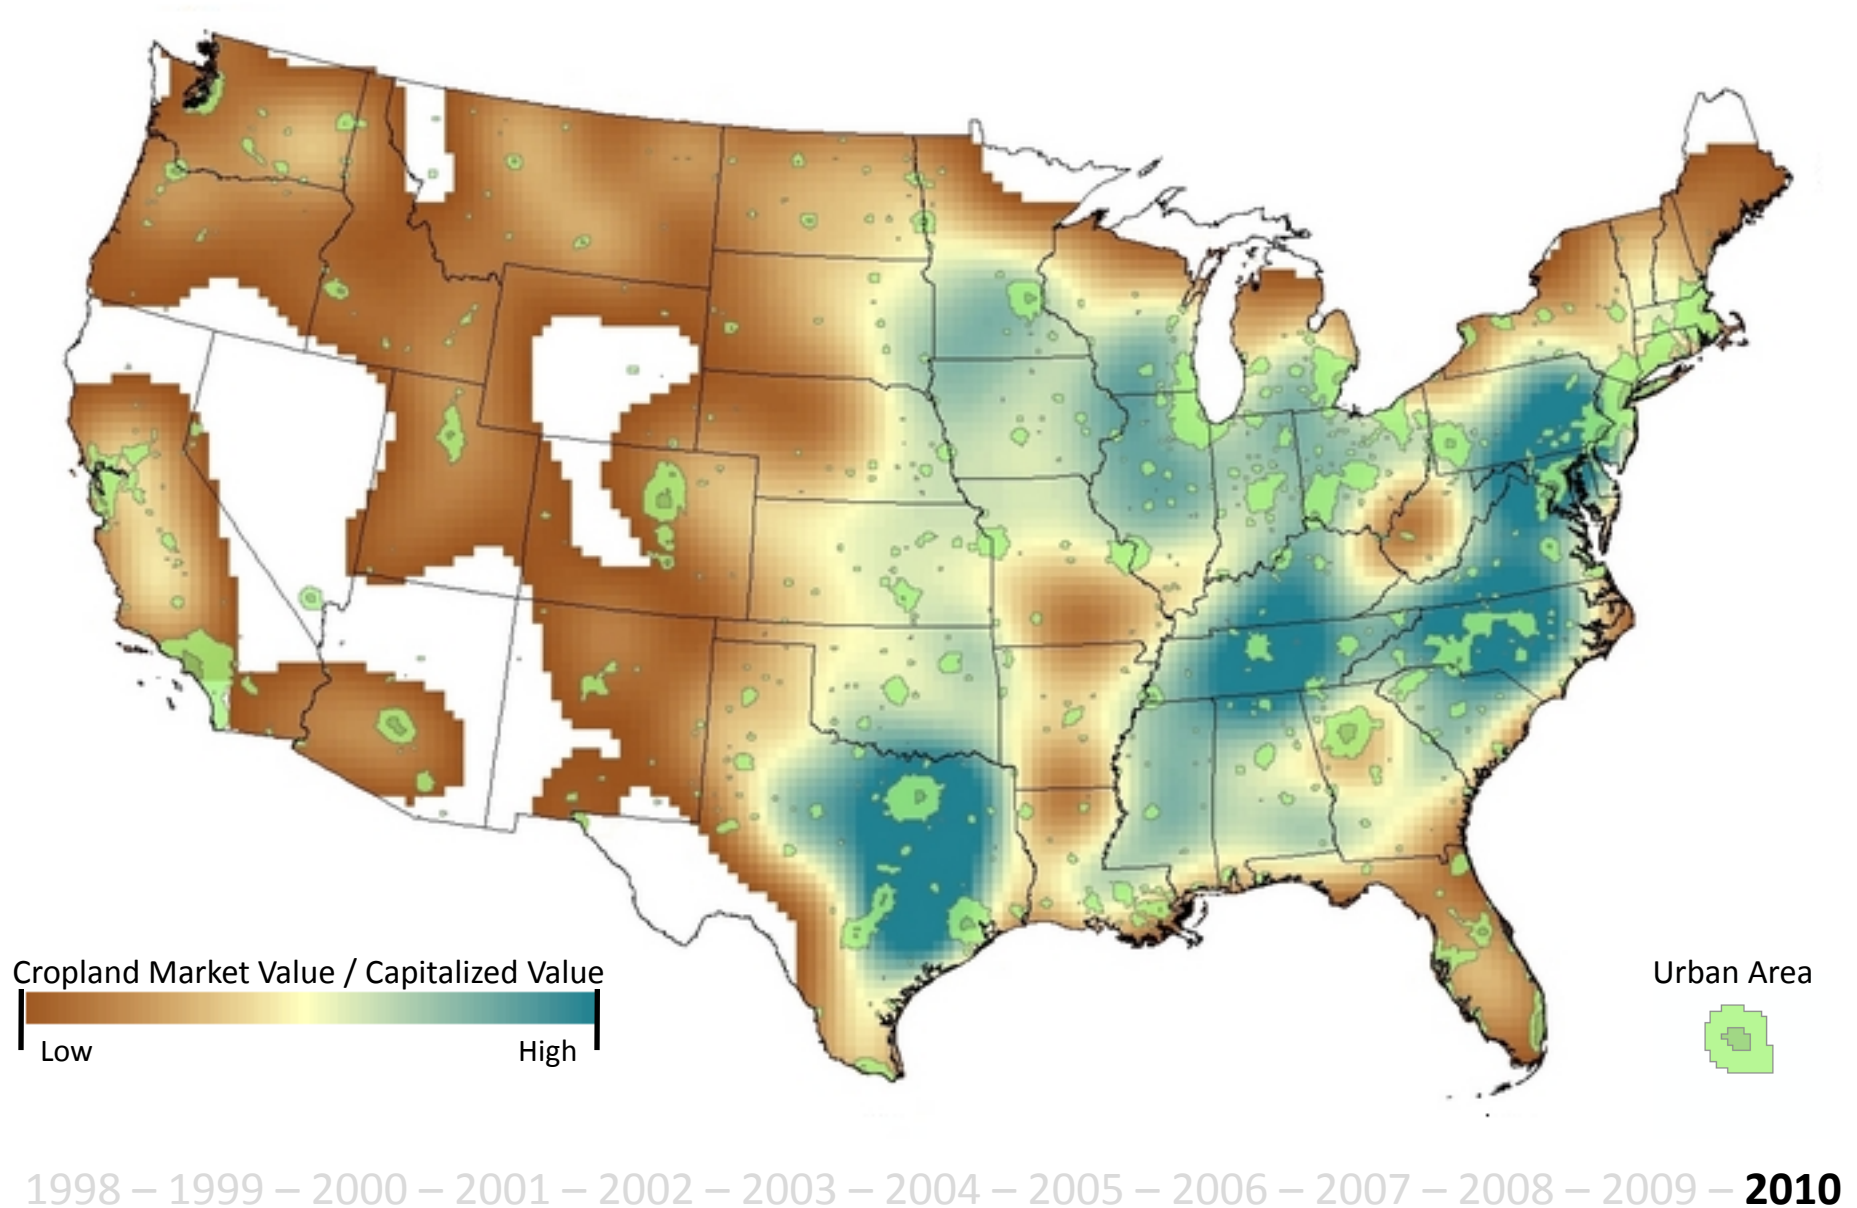 Cropland Market Value / Capitalized Value
Low High
Urban Area
1998 – 1999 – 2000 – 2001 – 2002 – 2003 – 2004 – 2005 – 2006 – 2007 – 2008 – 2009 – 2010